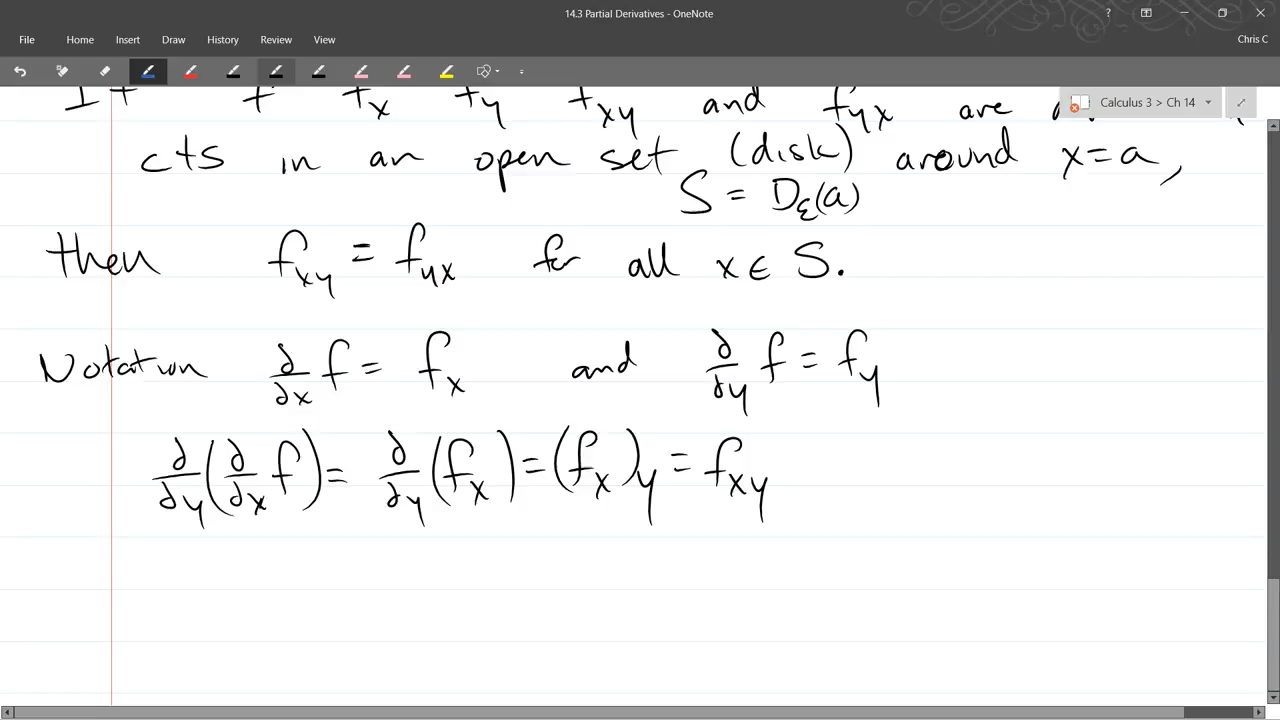 14.3 Partial Derivatives - OneNote
File Home Insert Draw History Review View Chris C
Calculus 3 > Ch 14
If f fx fy fxy and fyx are
cts in an open set (disk) around x=a,
S = Dε(a)
then fxy = fyx for all x∈ S.
Notation ∂/∂x f = fx and ∂/∂y f = fy
∂/∂y(∂/∂x f) = ∂/∂y(fx) = (fx)y = fxy